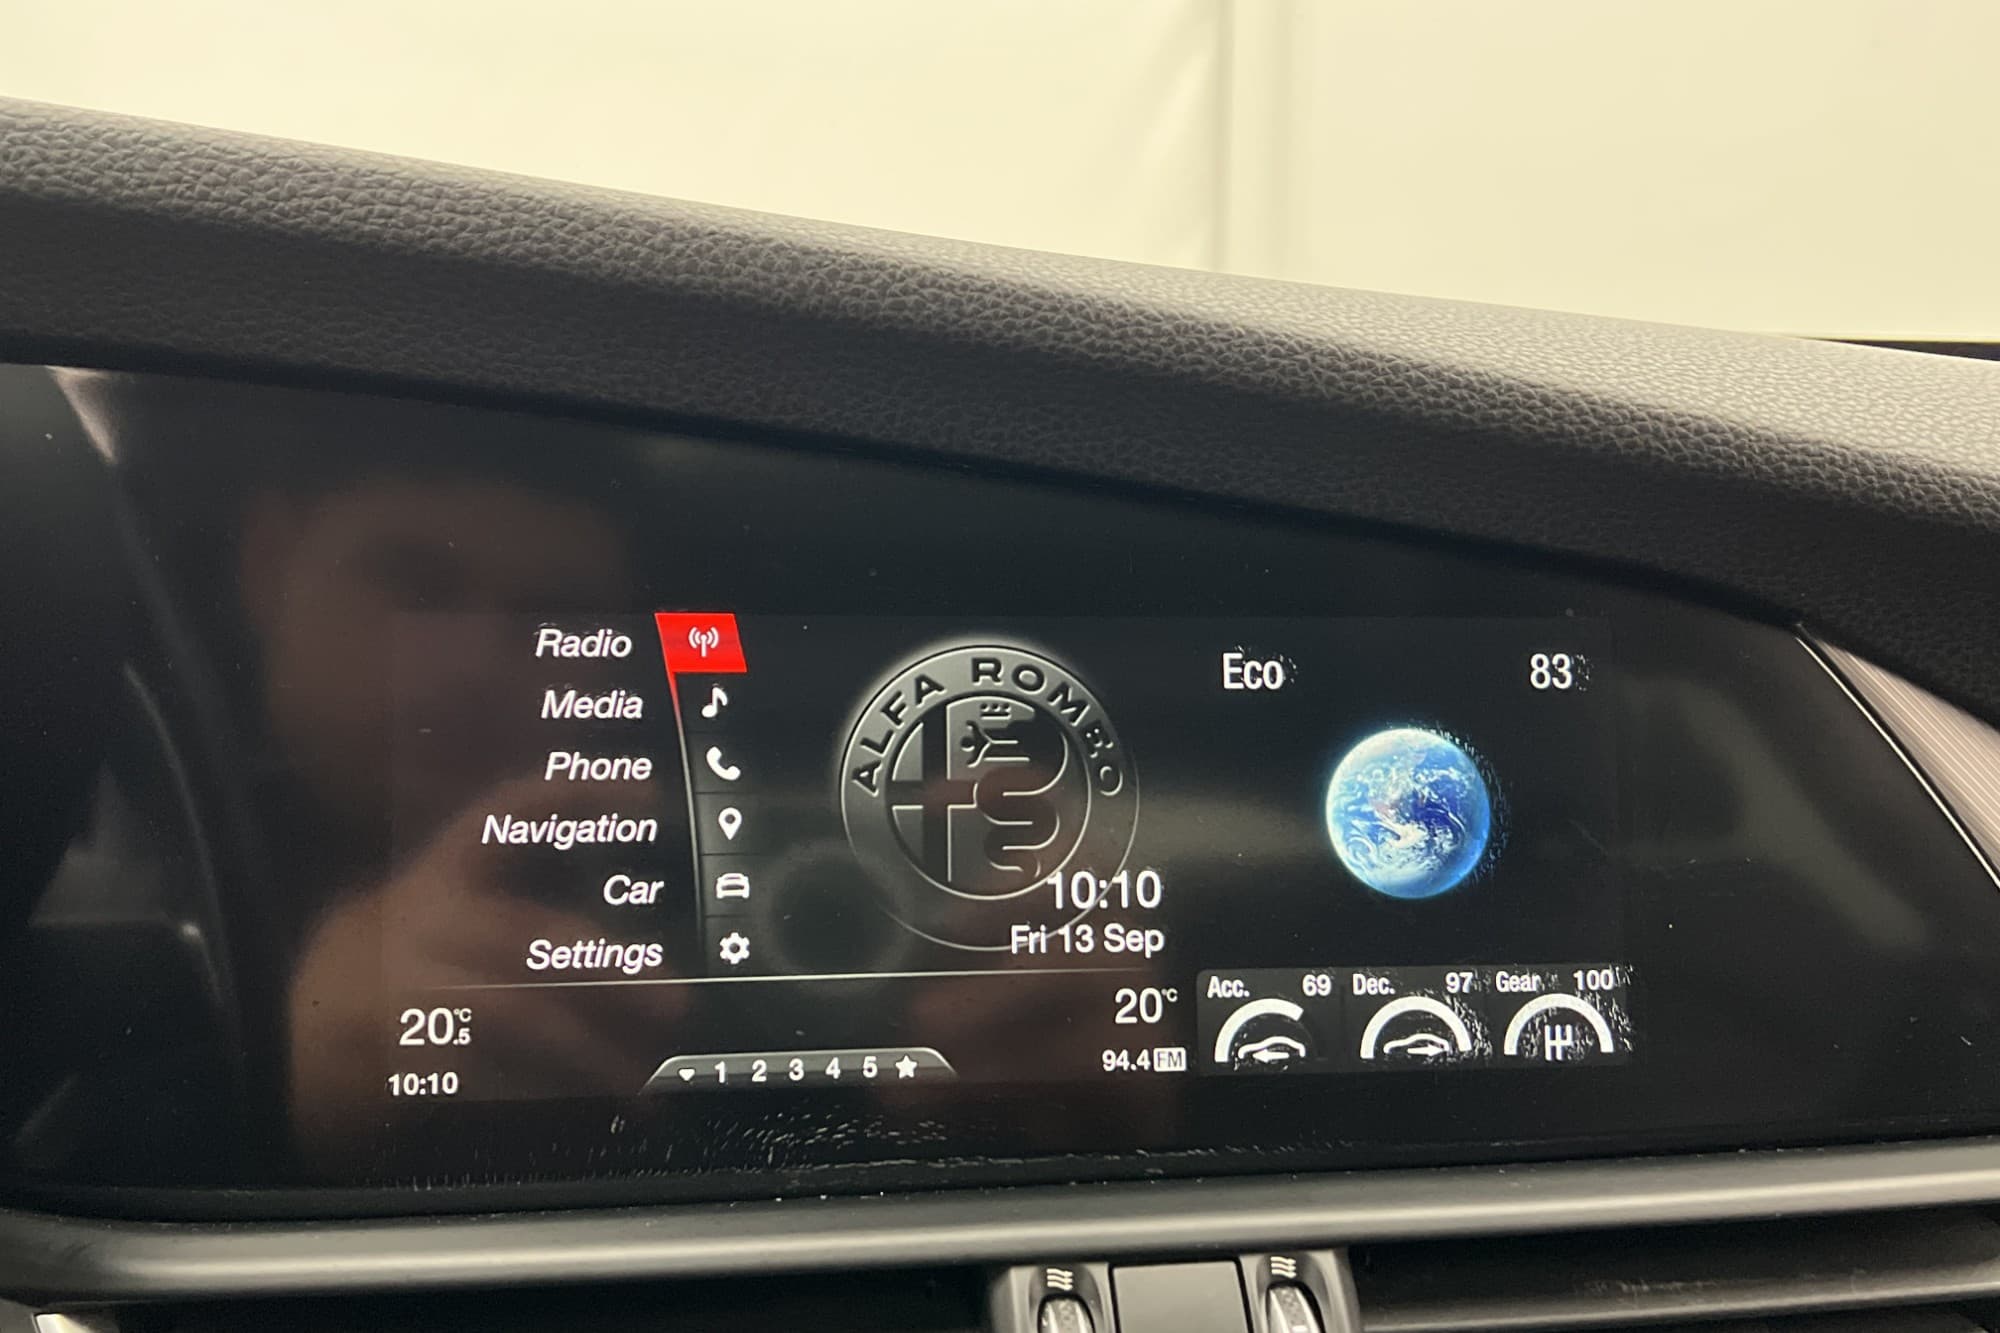 Radio
Media
Phone
Navigation
Car
Settings
ALFA ROMEO
10:10
Fri 13 Sep
Eco 83
20.5°C
10:10
1 2 3 4 5
20°C
94.4 FM
Acc. 69
Dec. 97
Gear 100